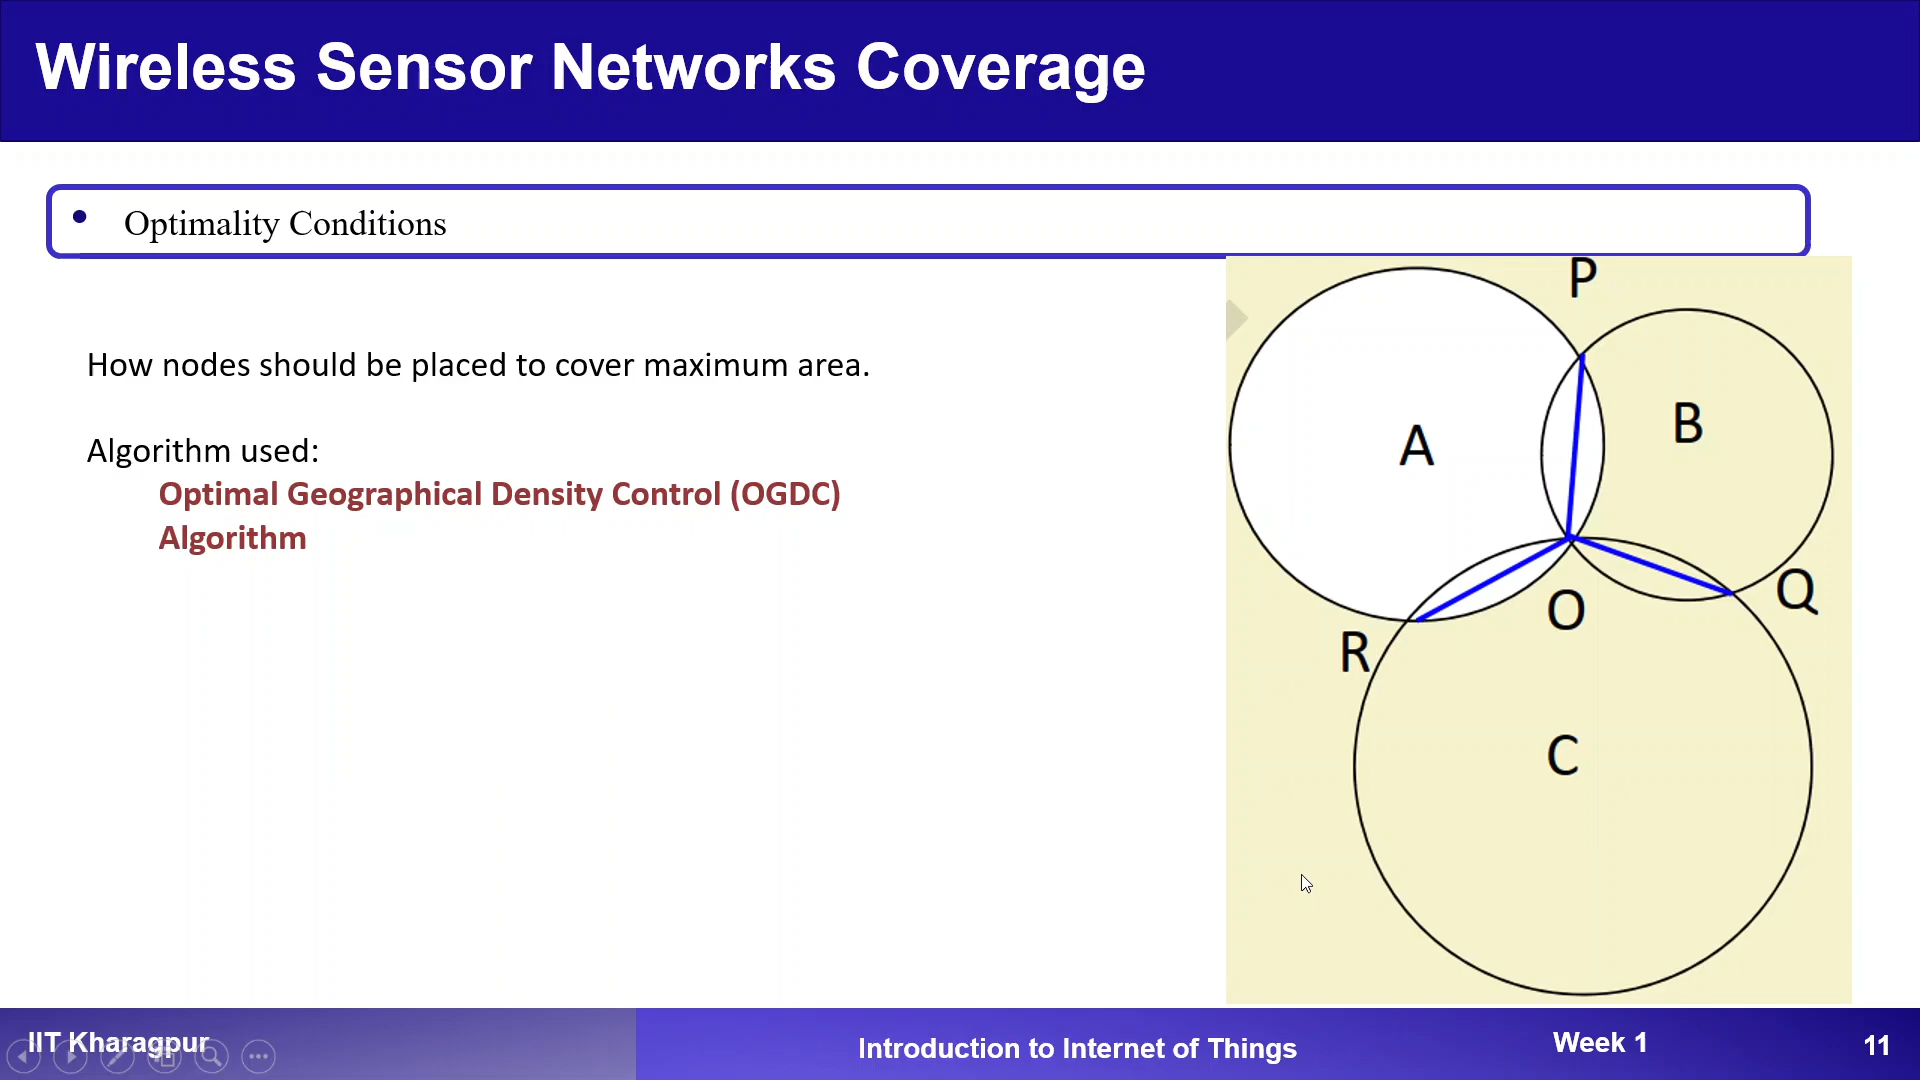 Wireless Sensor Networks Coverage
• Optimality Conditions
How nodes should be placed to cover maximum area.
Algorithm used:
Optimal Geographical Density Control (OGDC)
Algorithm
P
A
B
O
Q
R
C
IIT Kharagpur
Introduction to Internet of Things
Week 1
11